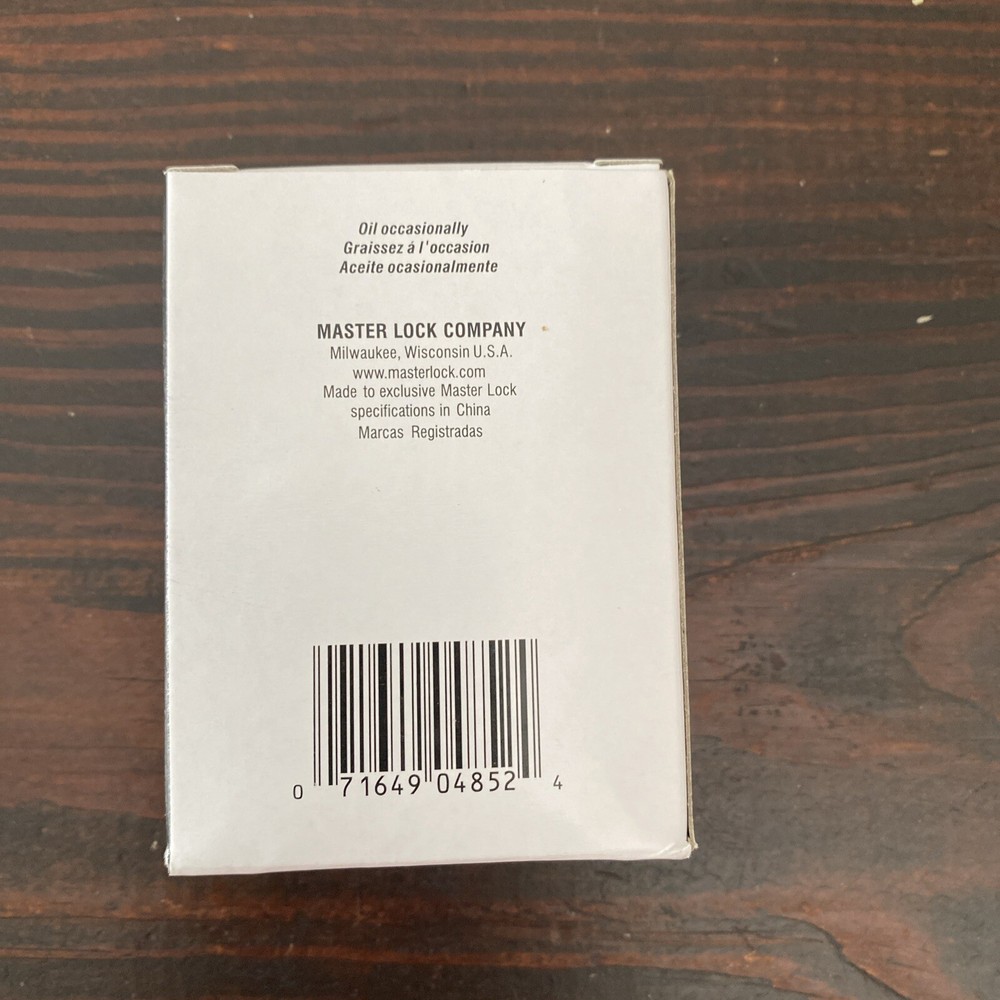 Oil occasionally
Graissez á l'occasion
Aceite ocasionalmente
MASTER LOCK COMPANY
Milwaukee, Wisconsin U.S.A.
www.masterlock.com
Made to exclusive Master Lock
specifications in China
Marcas Registradas
0 71649 04852 4